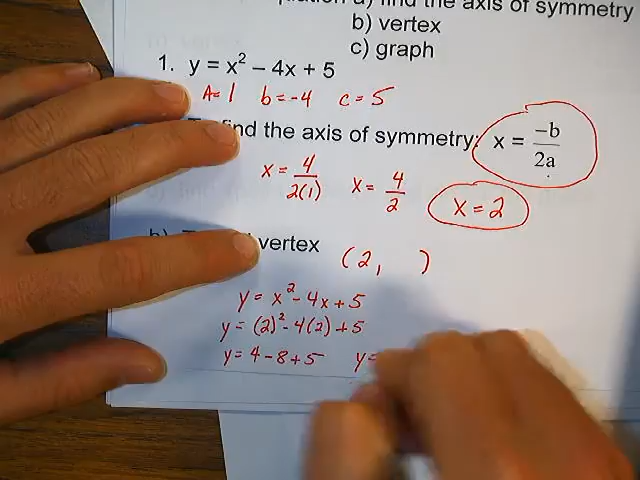 find the axis of symmetry
b) vertex
c) graph
1. y = x² – 4x + 5
A=1 b=-4 c=5
find the axis of symmetry: x = –b/2a
x = 4/2(1) x = 4/2 x=2
vertex (2, )
y = x² - 4x + 5
y = (2)² - 4(2) + 5
y = 4 - 8 + 5 y=